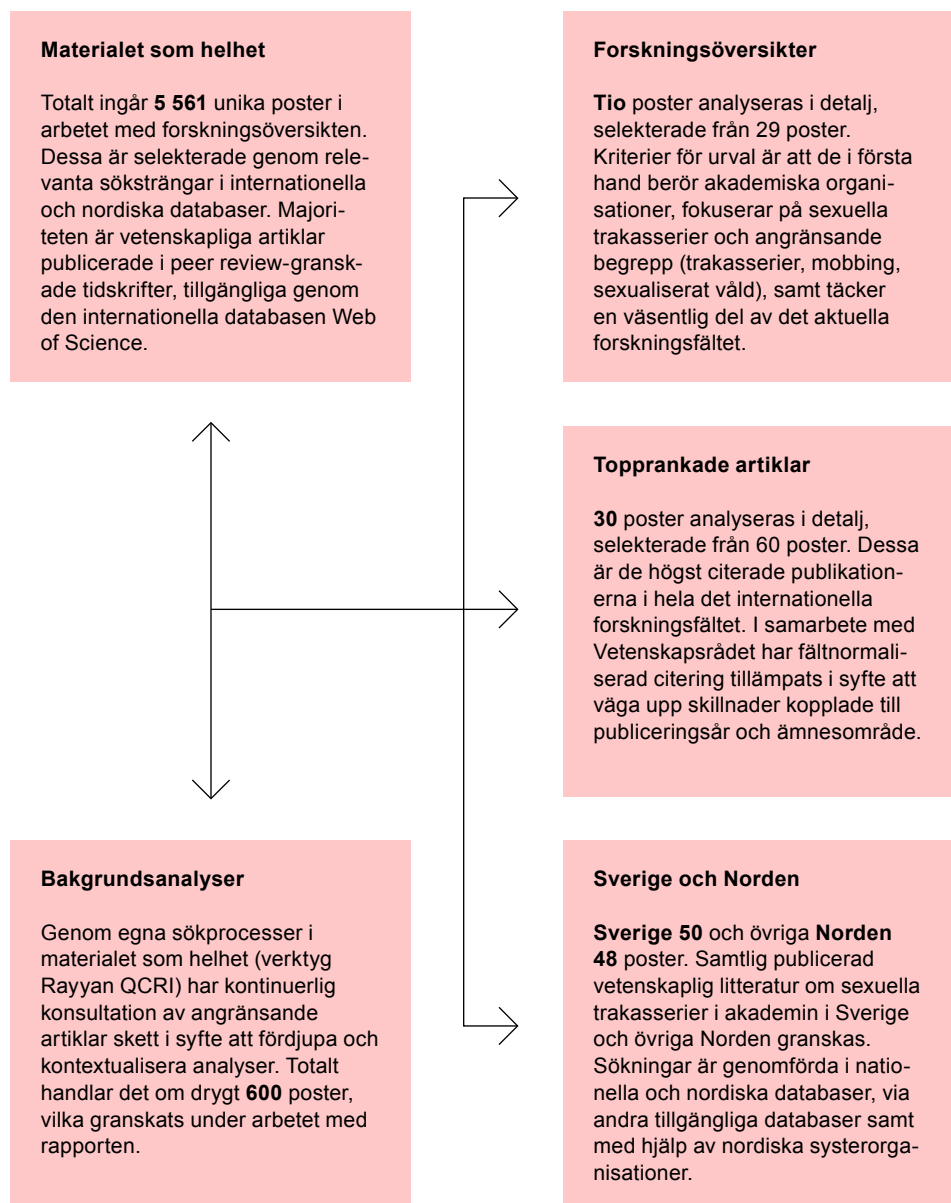 Materialet som helhet
Totalt ingår 5 561 unika poster i
arbetet med forskningsöversikten.
Dessa är selekterade genom rele-
vanta söksträngar i internationella
och nordiska databaser. Majori-
teten är vetenskapliga artiklar
publicerade i peer review-gransk-
ade tidskrifter, tillgängliga genom
den internationella databasen Web
of Science.
Forskningsöversikter
Tio poster analyseras i detalj,
selekterade från 29 poster.
Kriterier för urval är att de i första
hand berör akademiska organi-
sationer, fokuserar på sexuella
trakasserier och angränsande
begrepp (trakasserier, mobbing,
sexualiserat våld), samt täcker
en väsentlig del av det aktuella
forskningsfältet.
Topprankade artiklar
30 poster analyseras i detalj,
selekterade från 60 poster. Dessa
är de högst citerade publikation-
erna i hela det internationella
forskningsfältet. I samarbete med
Vetenskapsrådet har fältnormali-
serad citering tillämpats i syfte att
väga upp skillnader kopplade till
publiceringsår och ämnesområde.
Bakgrundsanalyser
Genom egna sökprocesser i
materialet som helhet (verktyg
Rayyan QCRI) har kontinuerlig
konsultation av angränsande
artiklar skett i syfte att fördjupa och
kontextualisera analyser. Totalt
handlar det om drygt 600 poster,
vilka granskats under arbetet med
rapporten.
Sverige och Norden
Sverige 50 och övriga Norden
48 poster. Samtlig publicerad
vetenskaplig litteratur om sexuella
trakasserier i akademin i Sverige
och övriga Norden granskas.
Sökningar är genomförda i natio-
nella och nordiska databaser, via
andra tillgängliga databaser samt
med hjälp av nordiska systerorga-
nisationer.